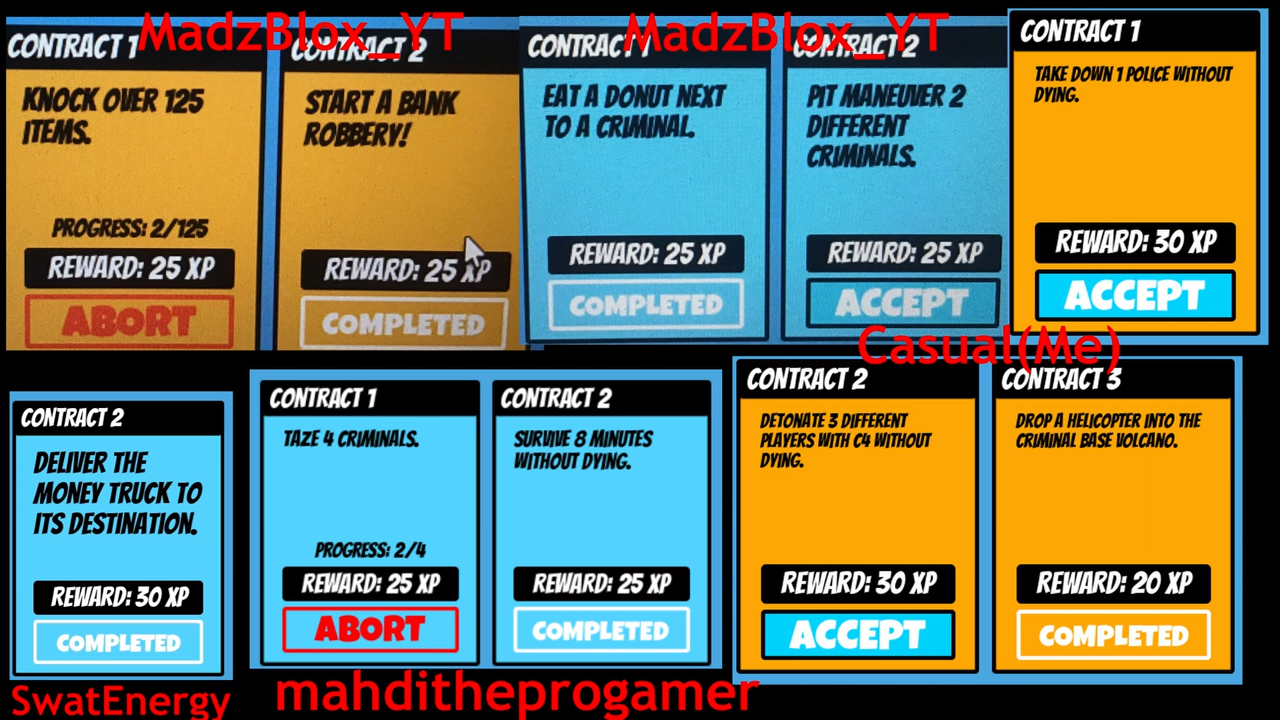 MadzBlox_YT
CONTRACT 1
KNOCK OVER 125
ITEMS.
PROGRESS: 2/125
REWARD: 25 XP
ABORT
CONTRACT 2
START A BANK
ROBBERY!
REWARD: 25 XP
COMPLETED
MadzBlox_YT
CONTRACT 1
EAT A DONUT NEXT
TO A CRIMINAL.
REWARD: 25 XP
COMPLETED
CONTRACT 2
PIT MANEUVER 2
DIFFERENT
CRIMINALS.
REWARD: 25 XP
ACCEPT
CONTRACT 1
TAKE DOWN 1 POLICE WITHOUT
DYING.
REWARD: 30 XP
ACCEPT
CONTRACT 2
DELIVER THE
MONEY TRUCK TO
ITS DESTINATION.
REWARD: 30 XP
COMPLETED
SwatEnergy
CONTRACT 1
TAZE 4 CRIMINALS.
PROGRESS: 2/4
REWARD: 25 XP
ABORT
CONTRACT 2
SURVIVE 8 MINUTES
WITHOUT DYING.
REWARD: 25 XP
COMPLETED
mahditheprogamer
Casual(Me)
CONTRACT 2
DETONATE 3 DIFFERENT
PLAYERS WITH C4 WITHOUT
DYING.
REWARD: 30 XP
ACCEPT
CONTRACT 3
DROP A HELICOPTER INTO THE
CRIMINAL BASE VOLCANO.
REWARD: 20 XP
COMPLETED